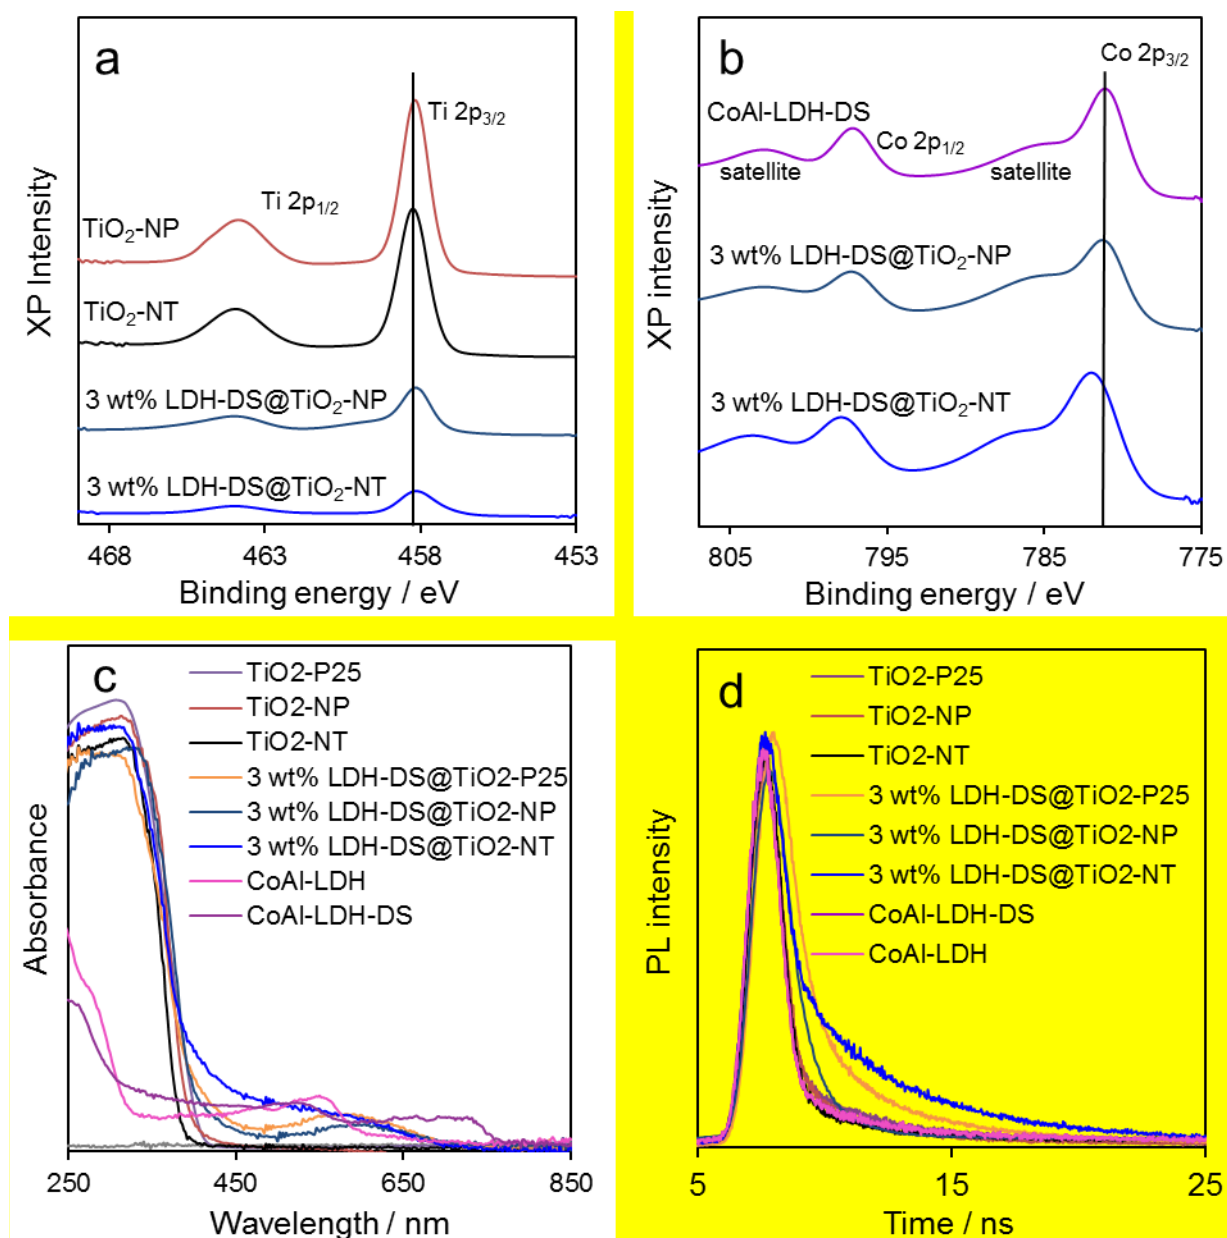 a
Ti 2p3/2
Ti 2p1/2
TiO2-NP
TiO2-NT
3 wt% LDH-DS@TiO2-NP
3 wt% LDH-DS@TiO2-NT
XP Intensity
468 463 458 453
Binding energy / eV
b
Co 2p3/2
CoAl-LDH-DS
Co 2p1/2
satellite satellite
3 wt% LDH-DS@TiO2-NP
3 wt% LDH-DS@TiO2-NT
XP intensity
805 795 785 775
Binding energy / eV
c
TiO2-P25
TiO2-NP
TiO2-NT
3 wt% LDH-DS@TiO2-P25
3 wt% LDH-DS@TiO2-NP
3 wt% LDH-DS@TiO2-NT
CoAl-LDH
CoAl-LDH-DS
Absorbance
250 450 650 850
Wavelength / nm
d
TiO2-P25
TiO2-NP
TiO2-NT
3 wt% LDH-DS@TiO2-P25
3 wt% LDH-DS@TiO2-NP
3 wt% LDH-DS@TiO2-NT
CoAl-LDH-DS
CoAl-LDH
PL intensity
5 15 25
Time / ns